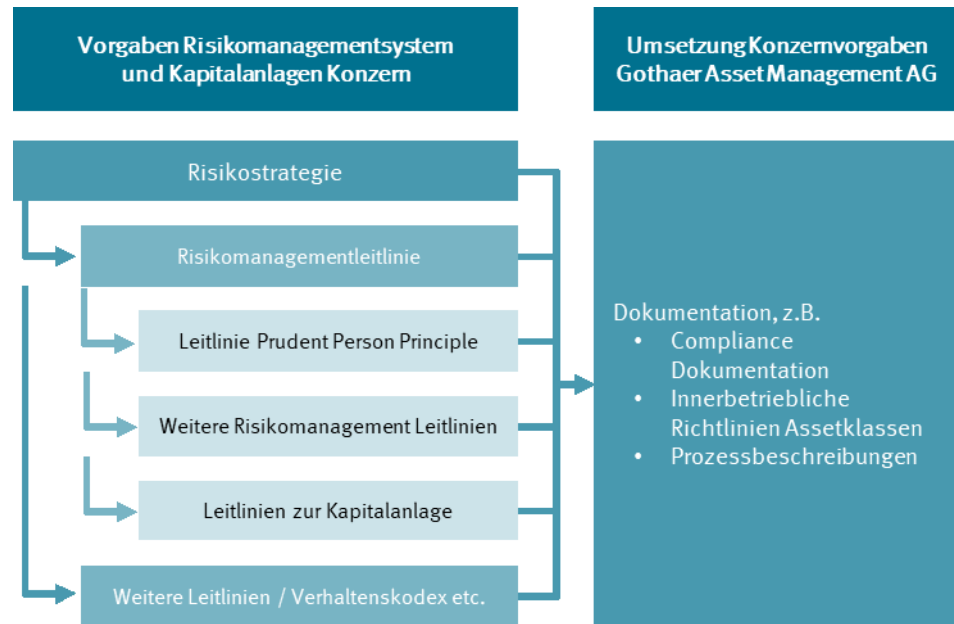 Vorgaben Risikomanagementsystem
und Kapitalanlagen Konzern
Umsetzung Konzernvorgaben
Gothaer Asset Management AG
Risikostrategie
Risikomanagementleitlinie
Leitlinie Prudent Person Principle
Weitere Risikomanagement Leitlinien
Leitlinien zur Kapitalanlage
Weitere Leitlinien / Verhaltenskodex etc.
Dokumentation, z.B.
• Compliance
Dokumentation
• Innerbetriebliche
Richtlinien Assetklassen
• Prozessbeschreibungen